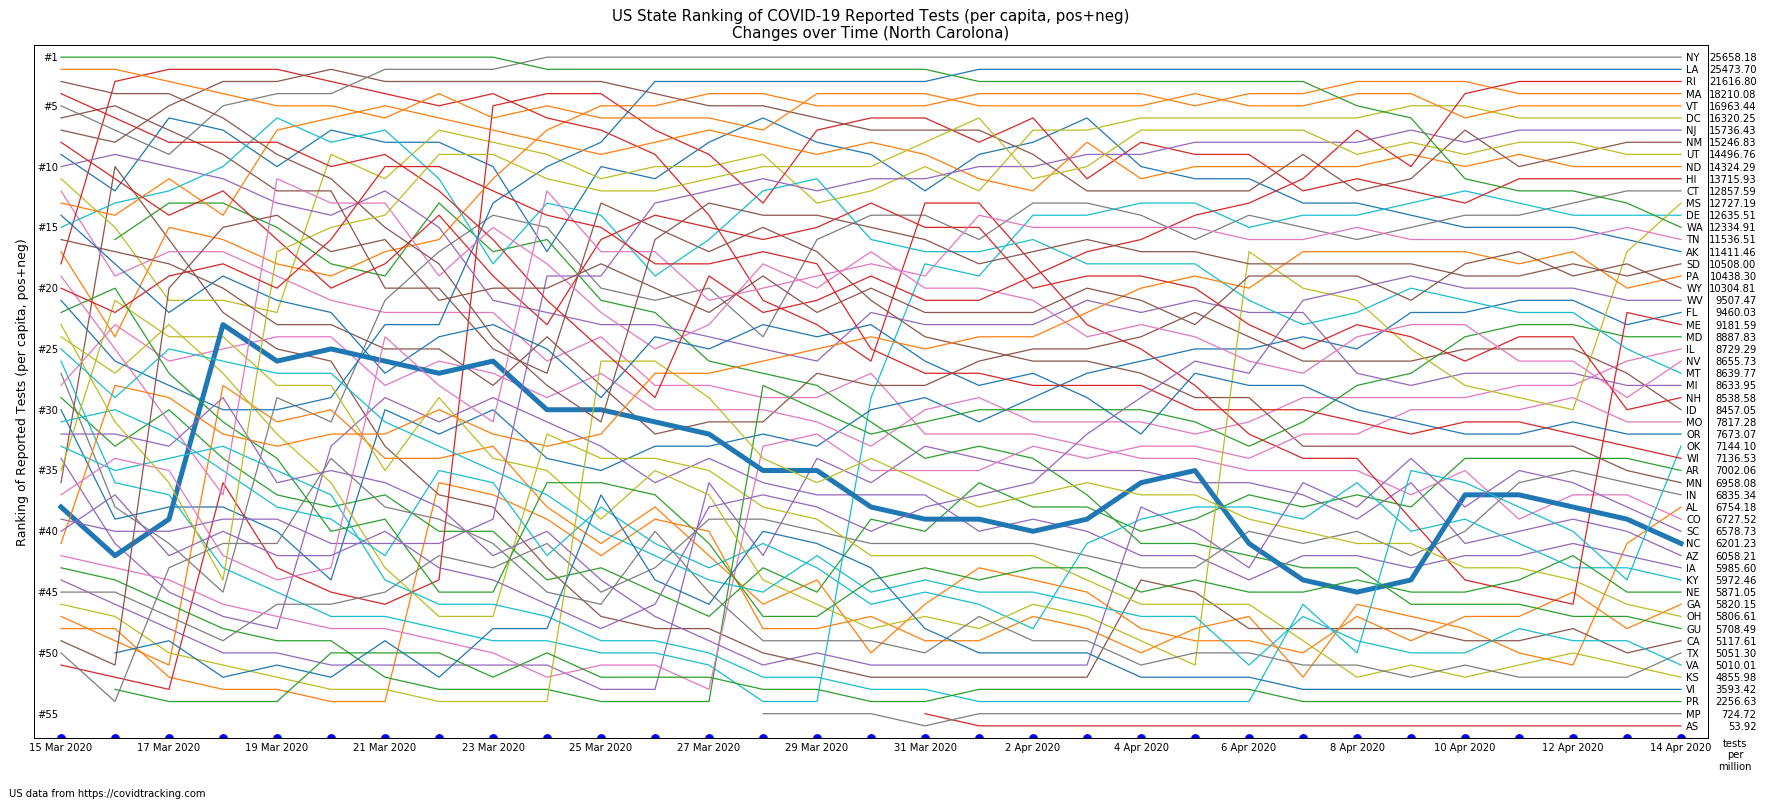 US State Ranking of COVID-19 Reported Tests (per capita, pos+neg)
Changes over Time (North Carolona)
Ranking of Reported Tests (per capita, pos+neg)
#1
#5
#10
#15
#20
#25
#30
#35
#40
#45
#50
#55
NY 25658.18
LA 25473.70
RI 21616.80
MA 18210.08
VT 16963.44
DC 16320.25
NJ 15736.43
NM 15246.83
UT 14496.76
ND 14324.29
HI 13715.93
CT 12857.59
MS 12727.19
DE 12635.51
WA 12334.91
TN 11536.51
AK 11411.46
SD 10508.00
PA 10438.30
WY 10304.81
WV 9507.47
FL 9460.03
ME 9181.59
MD 8887.83
IL 8729.29
NV 8655.73
MT 8639.77
MI 8633.95
NH 8538.58
ID 8457.05
MO 7817.28
OR 7673.07
OK 7144.10
WI 7136.53
AR 7002.06
MN 6958.08
IN 6835.34
AL 6754.18
CO 6727.52
SC 6578.73
NC 6201.23
AZ 6058.21
IA 5985.60
KY 5972.46
NE 5871.05
GA 5820.15
OH 5806.61
GU 5708.49
CA 5117.61
TX 5051.30
VA 5010.01
KS 4855.98
VI 3593.42
PR 2256.63
MP 724.72
AS 53.92
15 Mar 2020 17 Mar 2020 19 Mar 2020 21 Mar 2020 23 Mar 2020 25 Mar 2020 27 Mar 2020 29 Mar 2020 31 Mar 2020 2 Apr 2020 4 Apr 2020 6 Apr 2020 8 Apr 2020 10 Apr 2020 12 Apr 2020 14 Apr 2020
tests
per
million
US data from https://covidtracking.com